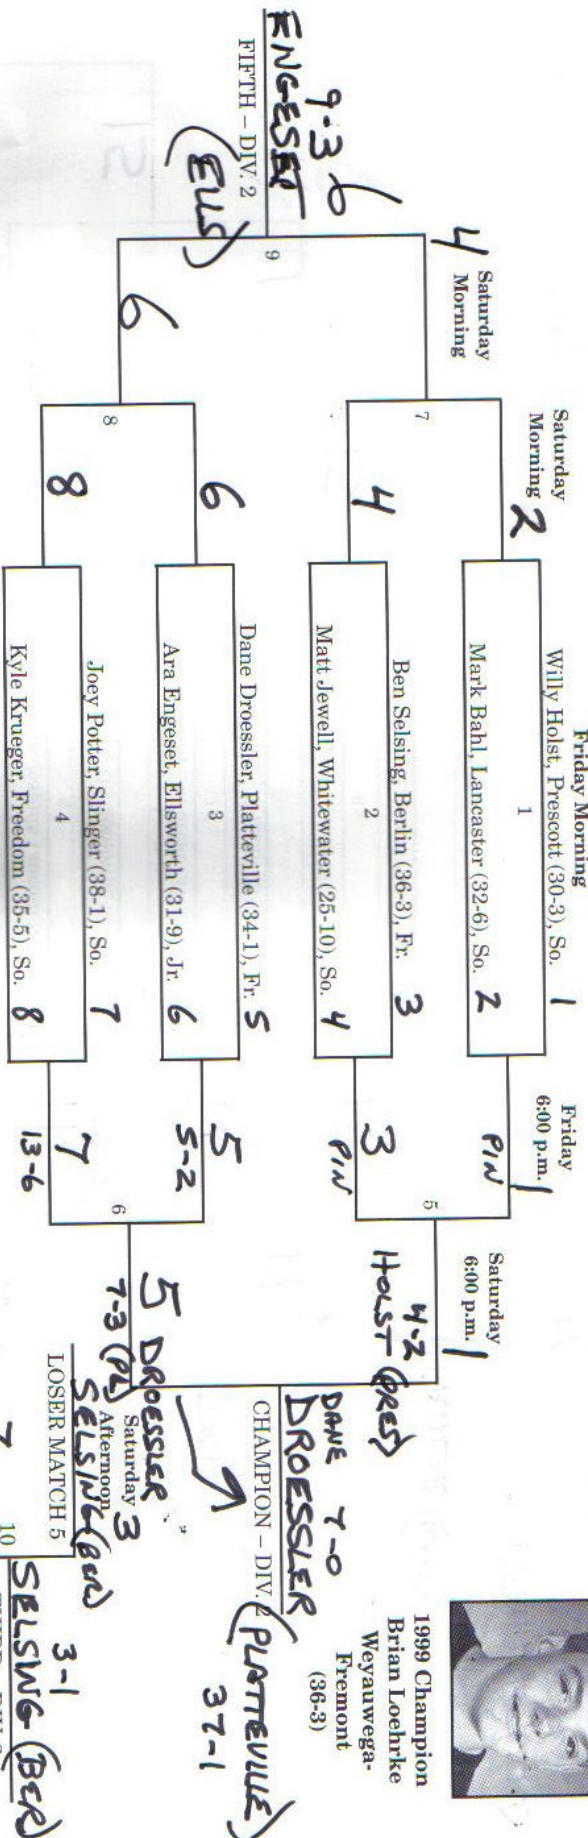 Friday Morning
Willy Holst, Prescott (30-3), So. 1
1
Mark Bahl, Lancaster (32-6), So. 2
Ben Selsing, Berlin (36-3), Fr. 3
2
Matt Jewell, Whitewater (25-10), So. 4
Dane Droessler, Platteville (34-1), Fr. 5
3
Ara Engeset, Ellsworth (31-9), Jr. 6
Joey Potter, Slinger (38-1), So. 7
4
Kyle Krueger, Freedom (35-5), So. 8
Friday
6:00 p.m. 1
PIN
3
PIN
5
5-2
7
13-6
5
6
Saturday
6:00 p.m. 1
4-2
HOLST (PRES)
5 DROESSLER
7-3 (PL)
DANE 7-0
DROESSLER
CHAMPION – DIV. 2
(PLATTEVILLE)
37-1
1999 Champion
Brian Loehrke
Weyauwega-
Fremont
(36-3)
Saturday
Afternoon 3
SELSING (BER)
LOSER MATCH 5
7
10
3-1
SELSING (BER)
Saturday
Morning 2
4
6
8
7
8
Saturday
Morning
4
6
9
9-3 6
ENGESET
FIFTH – DIV. 2
(ELLS)